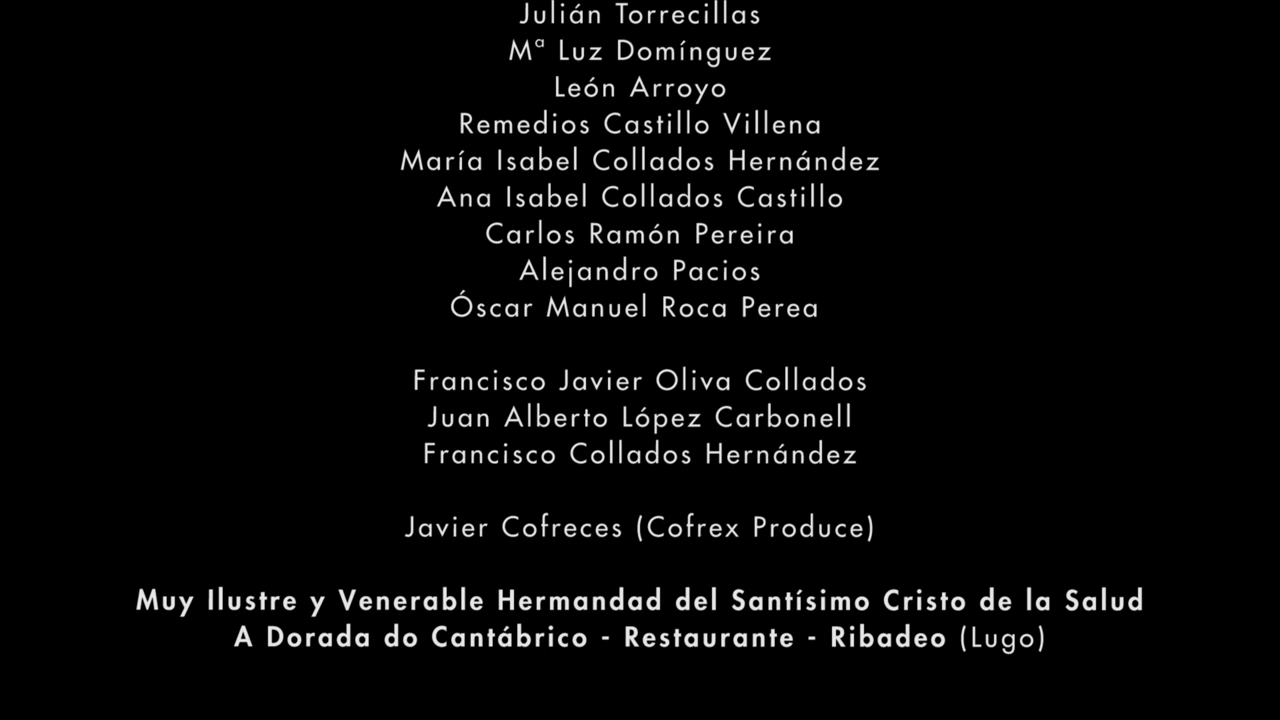 Julián Torrecillas
Mª Luz Domínguez
León Arroyo
Remedios Castillo Villena
María Isabel Collados Hernández
Ana Isabel Collados Castillo
Carlos Ramón Pereira
Alejandro Pacios
Óscar Manuel Roca Perea
Francisco Javier Oliva Collados
Juan Alberto López Carbonell
Francisco Collados Hernández
Javier Cofreces (Cofrex Produce)
Muy Ilustre y Venerable Hermandad del Santísimo Cristo de la Salud
A Dorada do Cantábrico - Restaurante - Ribadeo (Lugo)